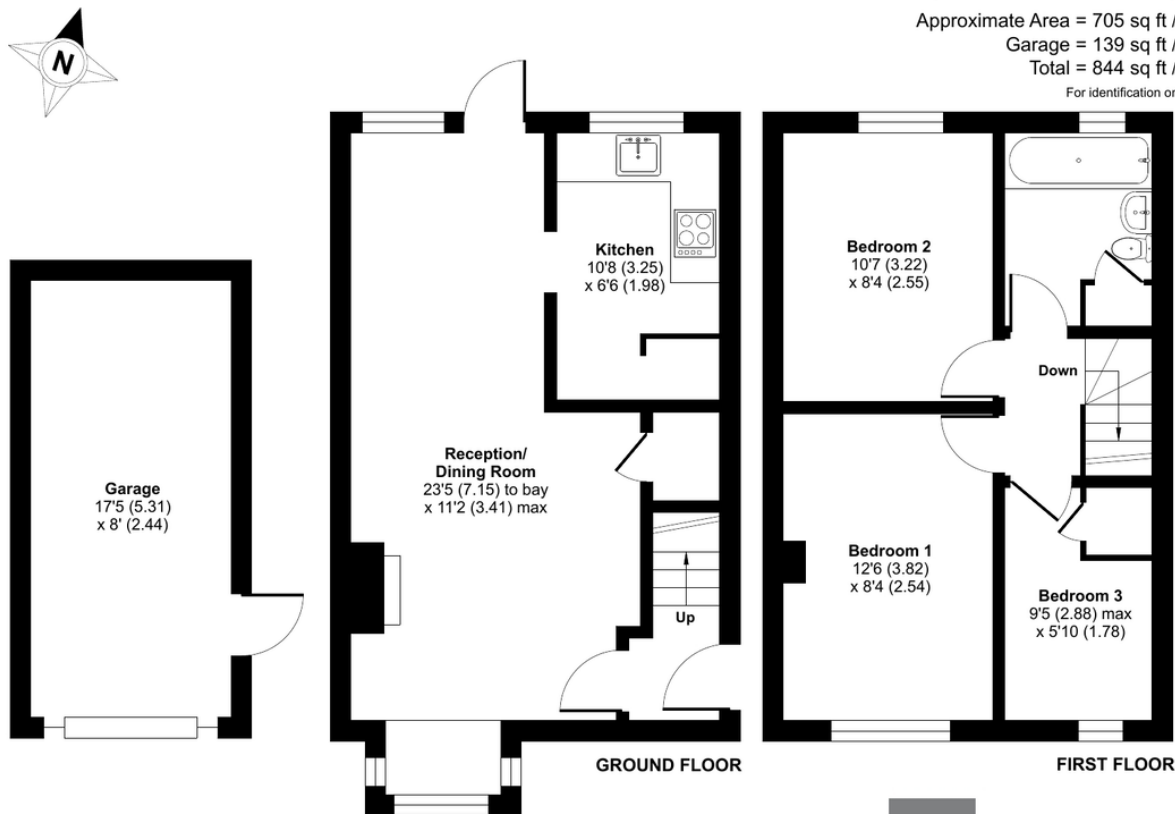 N
Approximate Area = 705 sq ft /
Garage = 139 sq ft /
Total = 844 sq ft /
For identification or
Kitchen
10'8 (3.25)
x 6'6 (1.98)
Bedroom 2
10'7 (3.22)
x 8'4 (2.55)
Down
Reception/
Dining Room
23'5 (7.15) to bay
x 11'2 (3.41) max
Garage
17'5 (5.31)
x 8' (2.44)
Up
Bedroom 1
12'6 (3.82)
x 8'4 (2.54)
Bedroom 3
9'5 (2.88) max
x 5'10 (1.78)
GROUND FLOOR
FIRST FLOOR